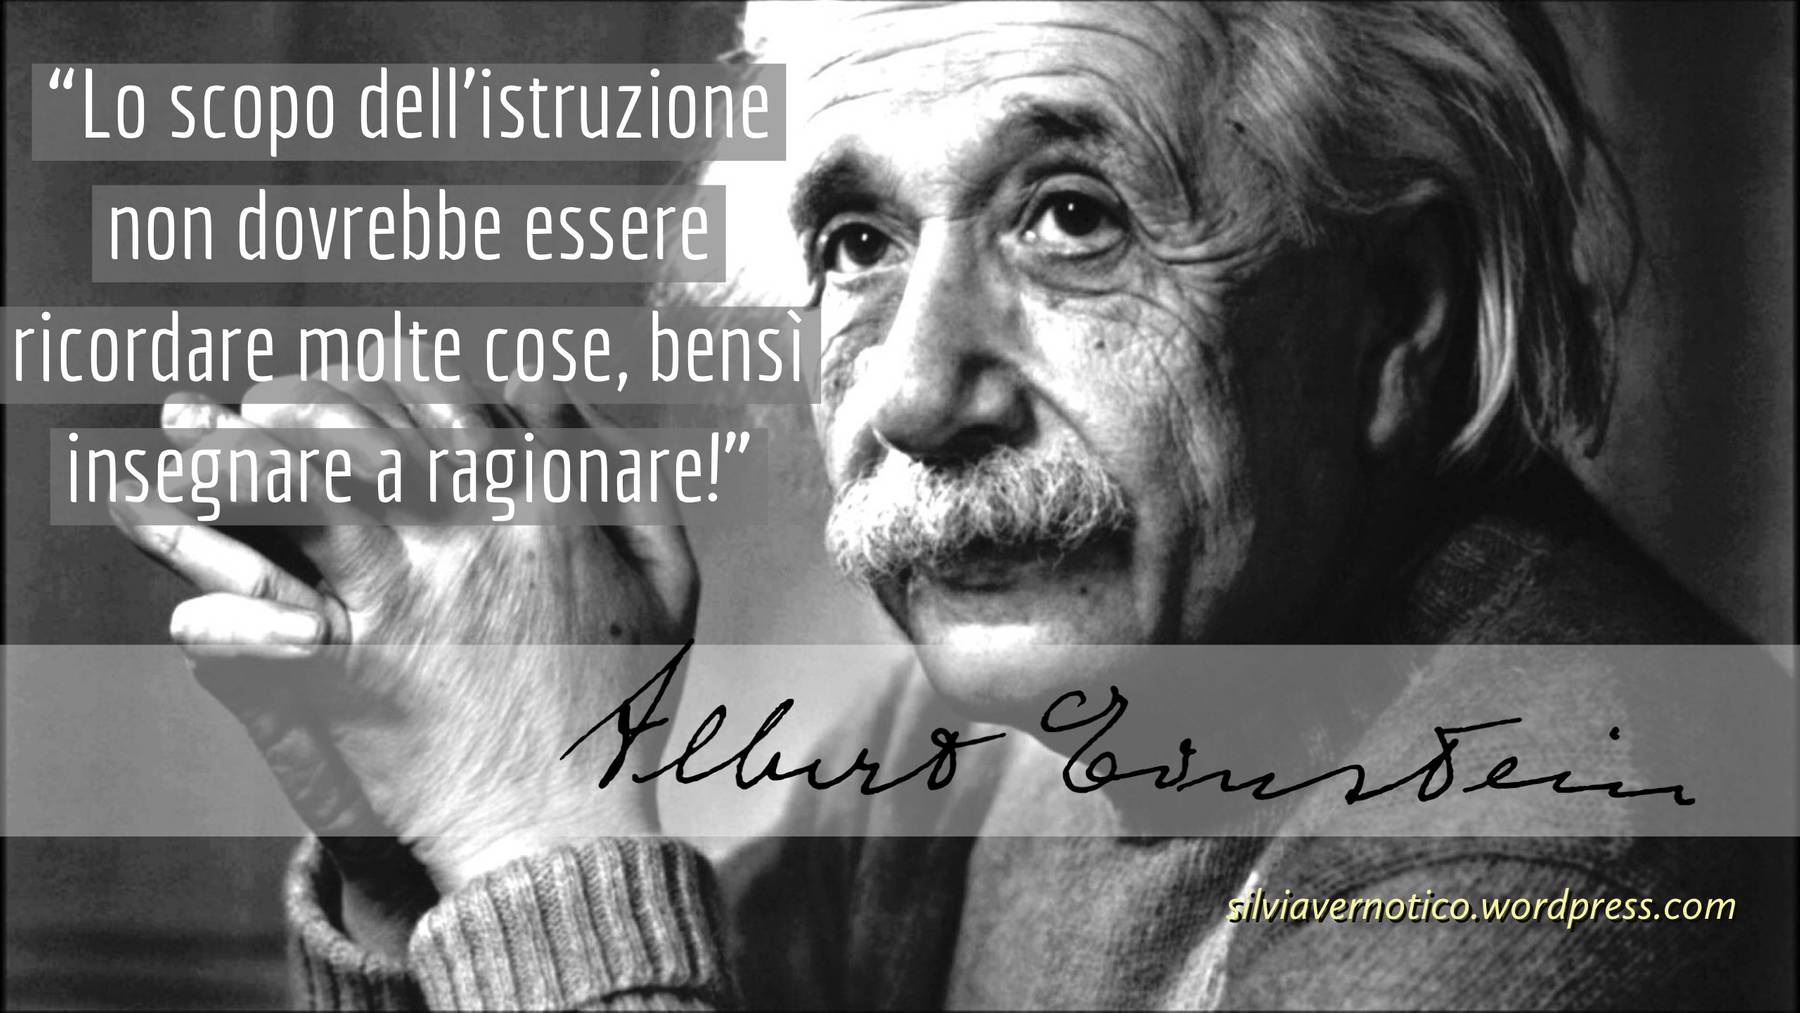 “Lo scopo dell’istruzione
non dovrebbe essere
ricordare molte cose, bensì
insegnare a ragionare!”
Albert Einstein
silviavernotico.wordpress.com